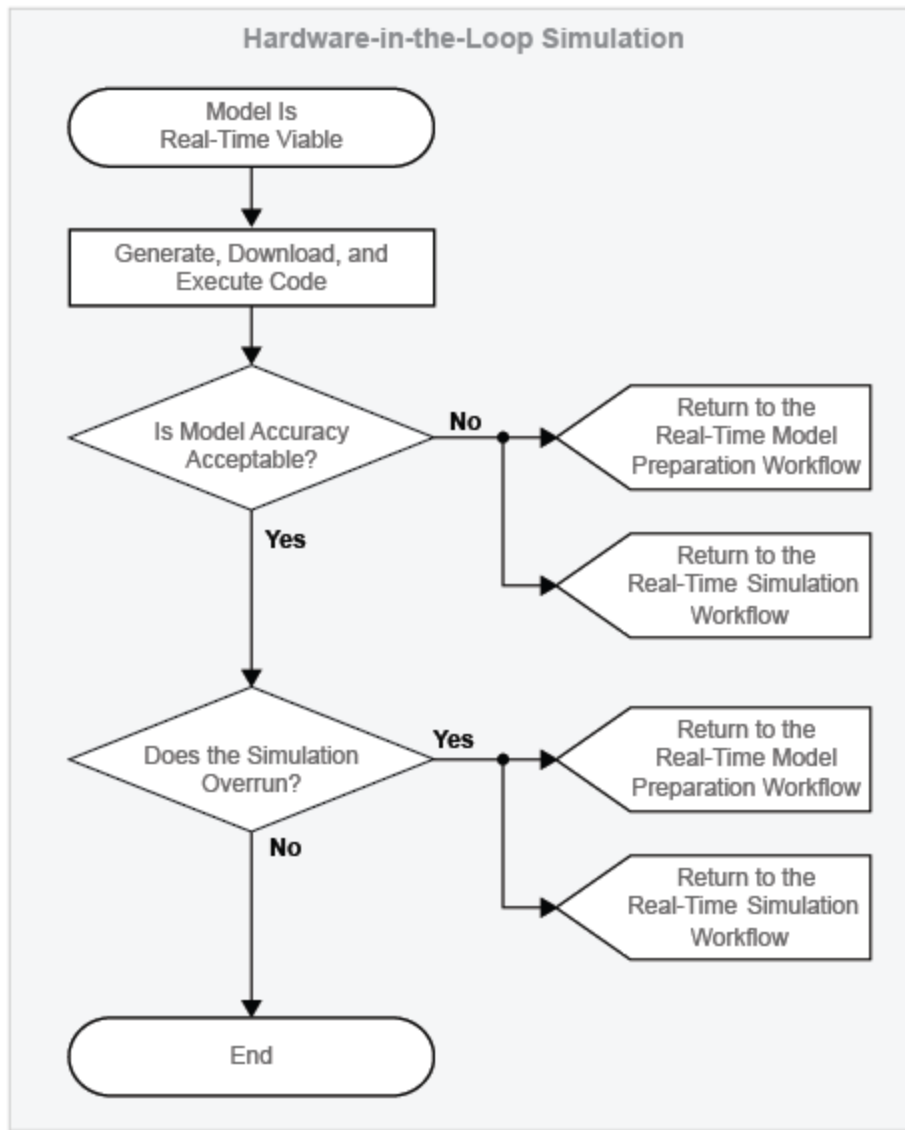 Hardware-in-the-Loop Simulation
Model Is
Real-Time Viable
Generate, Download, and
Execute Code
Is Model Accuracy
Acceptable?
No
Return to the
Real-Time Model
Preparation Workflow
Yes
Return to the
Real-Time Simulation
Workflow
Does the Simulation
Overrun?
Yes
Return to the
Real-Time Model
Preparation Workflow
No
Return to the
Real-Time Simulation
Workflow
End